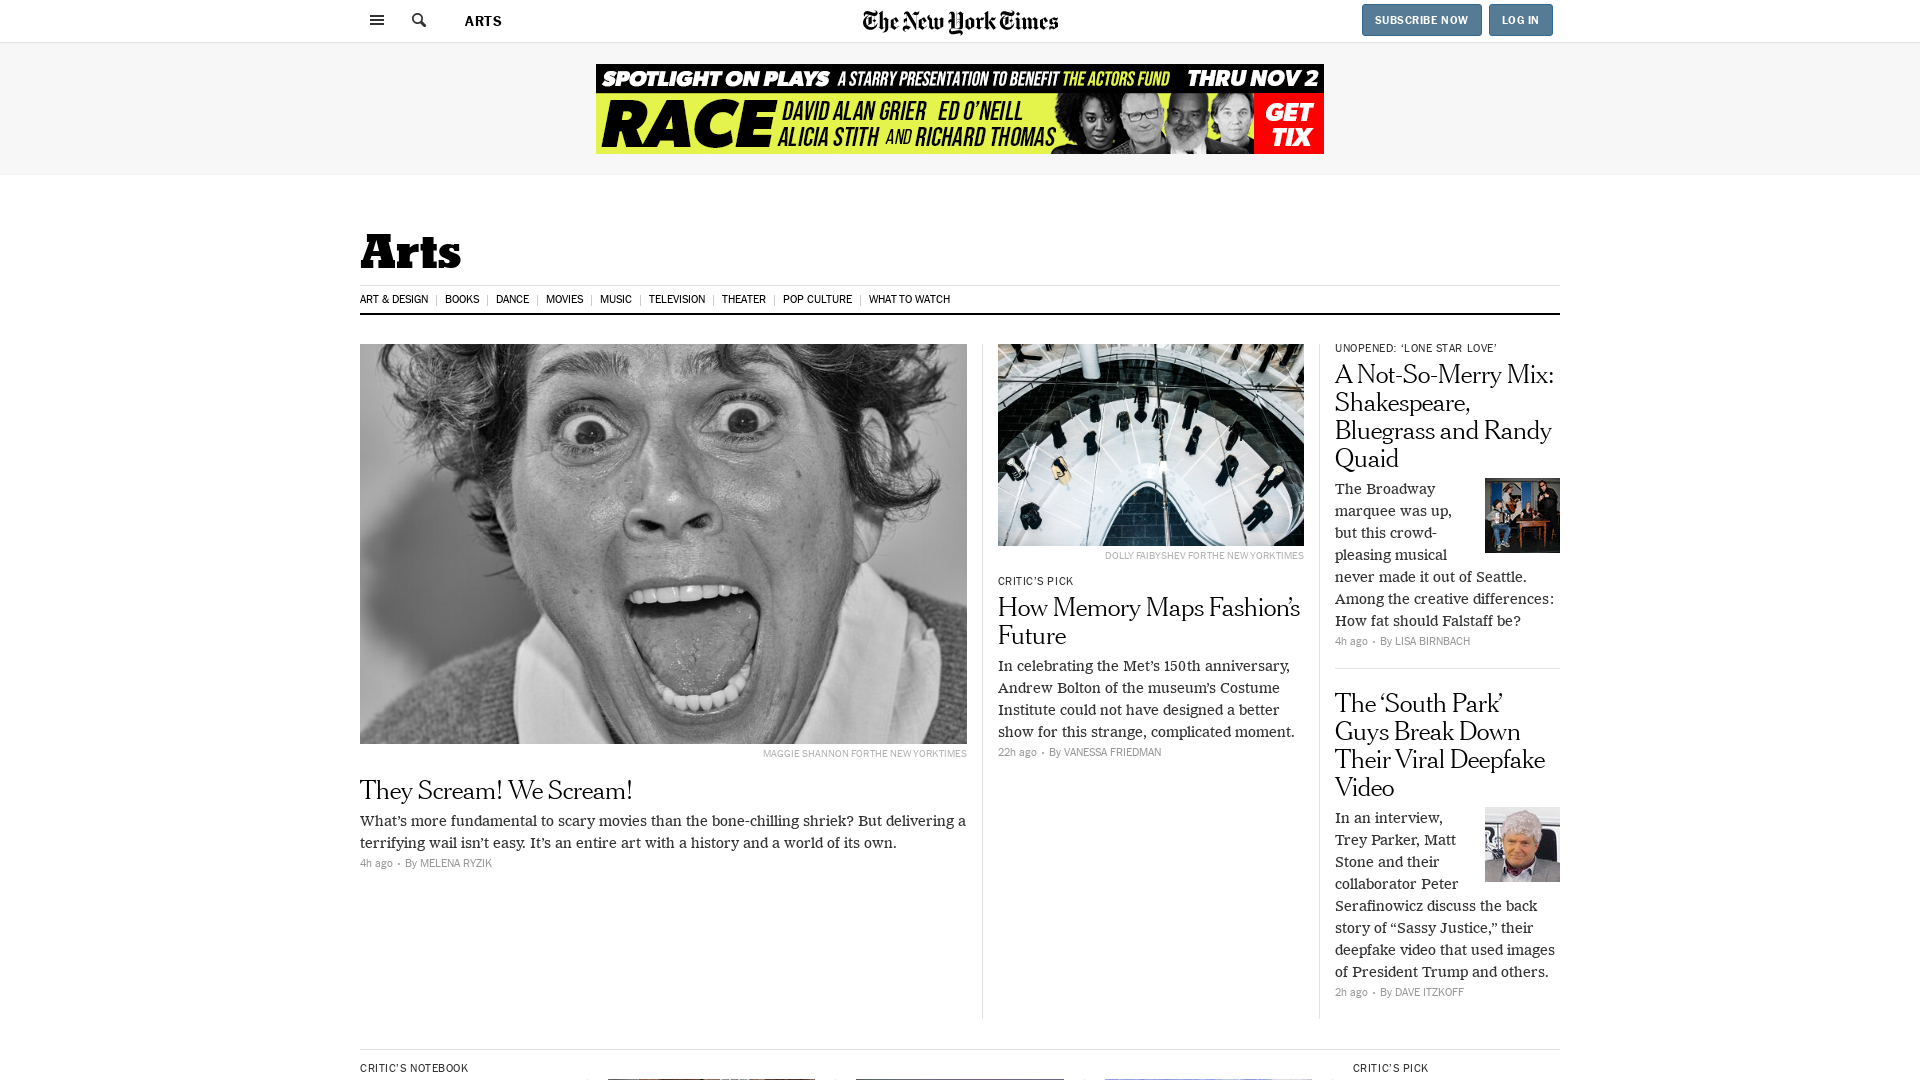 ARTS
The New York Times
SUBSCRIBE NOW
LOG IN
SPOTLIGHT ON PLAYS A STARRY PRESENTATION TO BENEFIT THE ACTORS FUND THRU NOV 2
RACE
DAVID ALAN GRIER ED O'NEILL
ALICIA STITH AND RICHARD THOMAS
GET
TIX
Arts
ART & DESIGN
BOOKS
DANCE
MOVIES
MUSIC
TELEVISION
THEATER
POP CULTURE
WHAT TO WATCH
MAGGIE SHANNON FOR THE NEW YORK TIMES
They Scream! We Scream!
What’s more fundamental to scary movies than the bone-chilling shriek? But delivering a
terrifying wail isn’t easy. It’s an entire art with a history and a world of its own.
4h ago • By MELENA RYZIK
DOLLY FAIBYSHEV FOR THE NEW YORK TIMES
CRITIC’S PICK
How Memory Maps Fashion’s
Future
In celebrating the Met’s 150th anniversary,
Andrew Bolton of the museum’s Costume
Institute could not have designed a better
show for this strange, complicated moment.
22h ago • By VANESSA FRIEDMAN
UNOPENED: ‘LONE STAR LOVE’
A Not-So-Merry Mix:
Shakespeare,
Bluegrass and Randy
Quaid
The Broadway
marquee was up,
but this crowd-
pleasing musical
never made it out of Seattle.
Among the creative differences:
How fat should Falstaff be?
4h ago • By LISA BIRNBACH
The ‘South Park’
Guys Break Down
Their Viral Deepfake
Video
In an interview,
Trey Parker, Matt
Stone and their
collaborator Peter
Serafinowicz discuss the back
story of “Sassy Justice,” their
deepfake video that used images
of President Trump and others.
2h ago • By DAVE ITZKOFF
CRITIC’S NOTEBOOK
CRITIC’S PICK